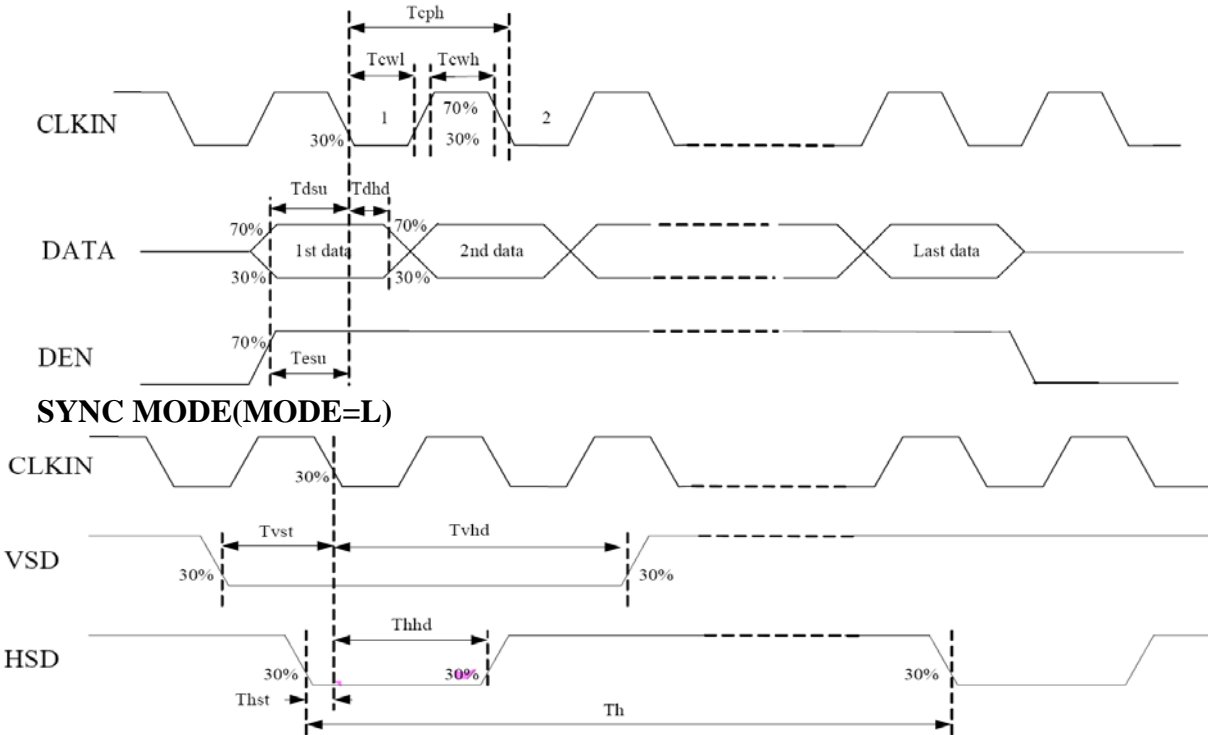 Tcph
Tcwl Tcwh
CLKIN 30% 1 70% 30% 2
Tdsu Tdhd
DATA 70% 30% 1st data 70% 30% 2nd data Last data
DEN 70% Tesu
SYNC MODE(MODE=L)
CLKIN 30%
Tvst Tvhd
VSD 30% 30%
Thhd
HSD 30% 30% 30%
Thst
Th